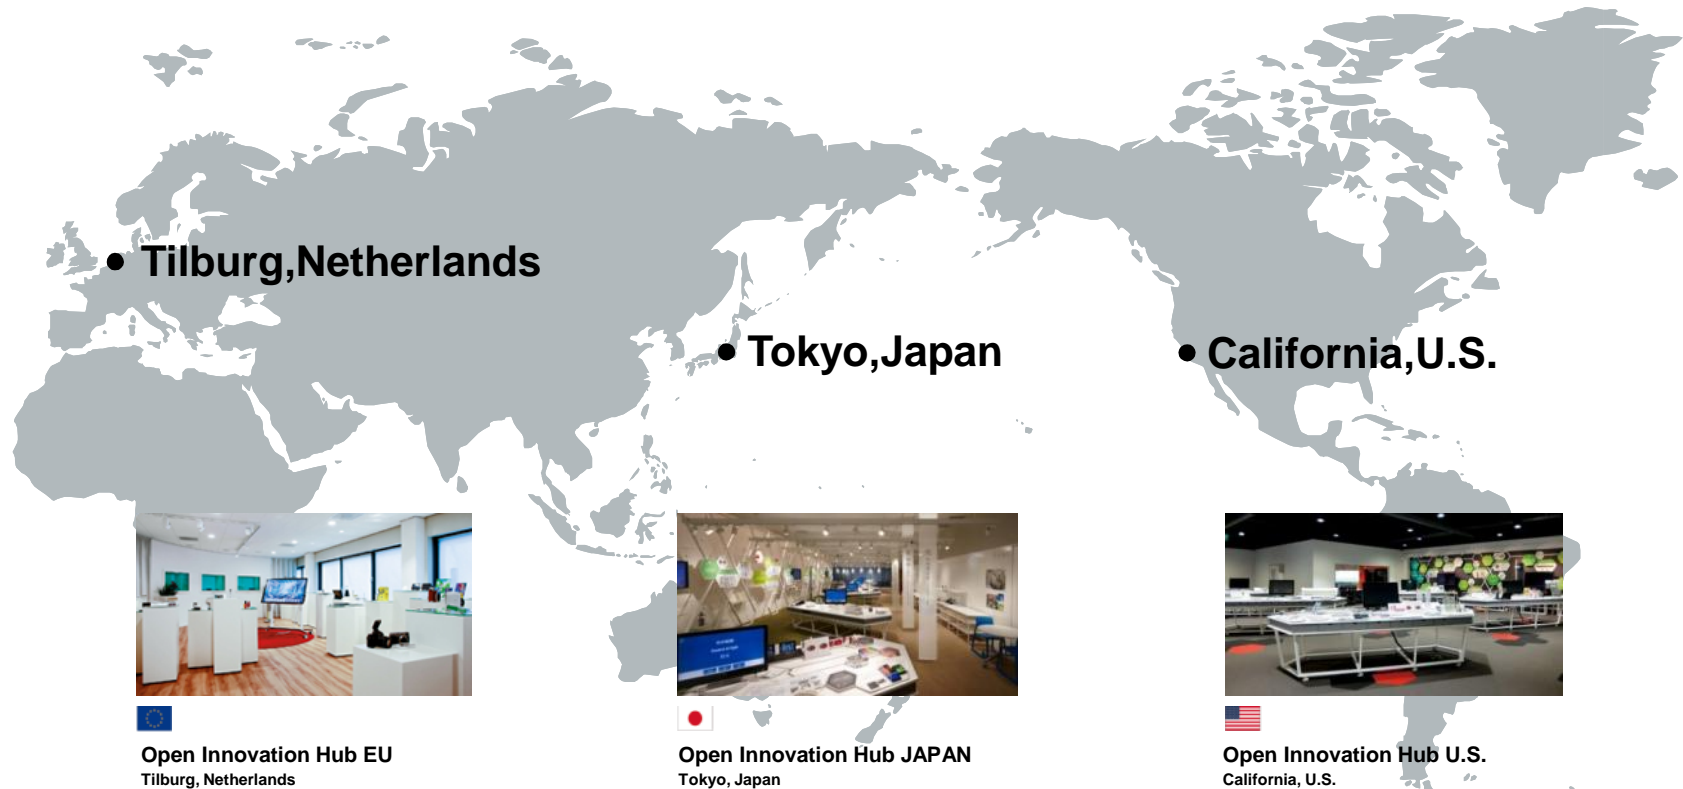 Tilburg,Netherlands
Tokyo,Japan
California,U.S.
Open Innovation Hub EU
Tilburg, Netherlands
Open Innovation Hub JAPAN
Tokyo, Japan
Open Innovation Hub U.S.
California, U.S.